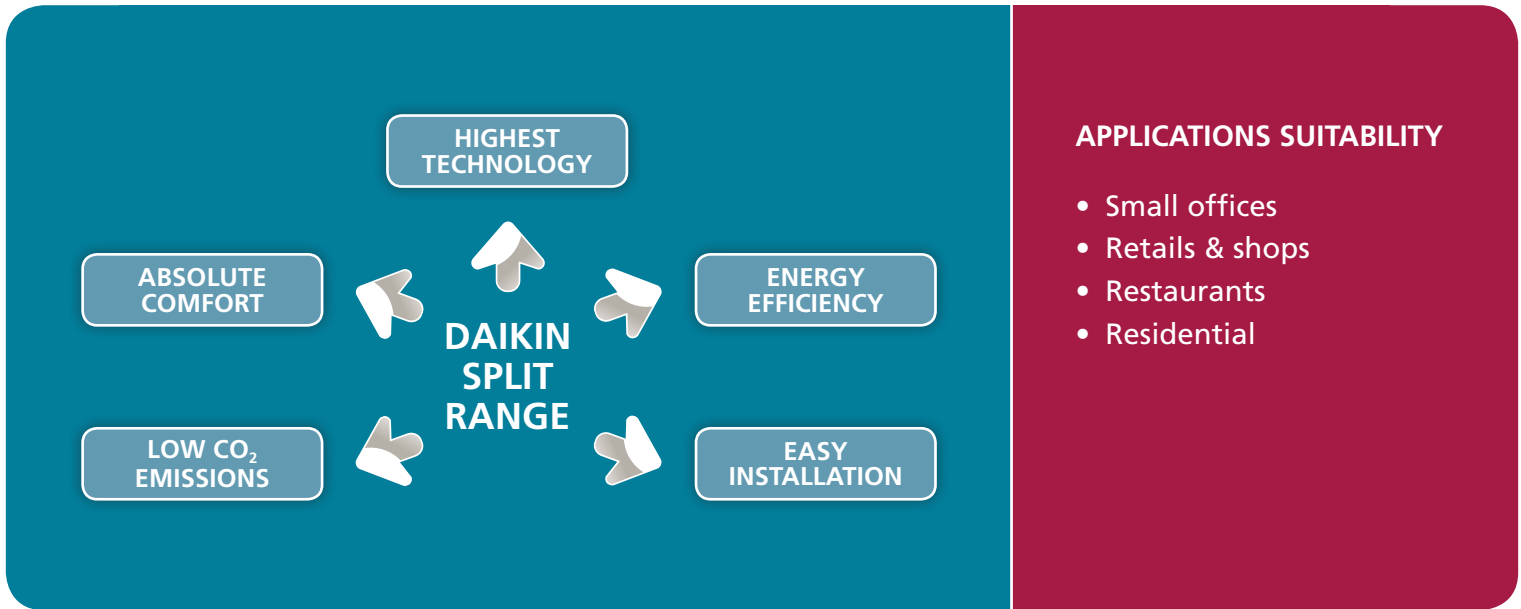 HIGHEST
TECHNOLOGY
ABSOLUTE
COMFORT
ENERGY
EFFICIENCY
DAIKIN
SPLIT
RANGE
LOW CO₂
EMISSIONS
EASY
INSTALLATION
APPLICATIONS SUITABILITY
• Small offices
• Retails & shops
• Restaurants
• Residential